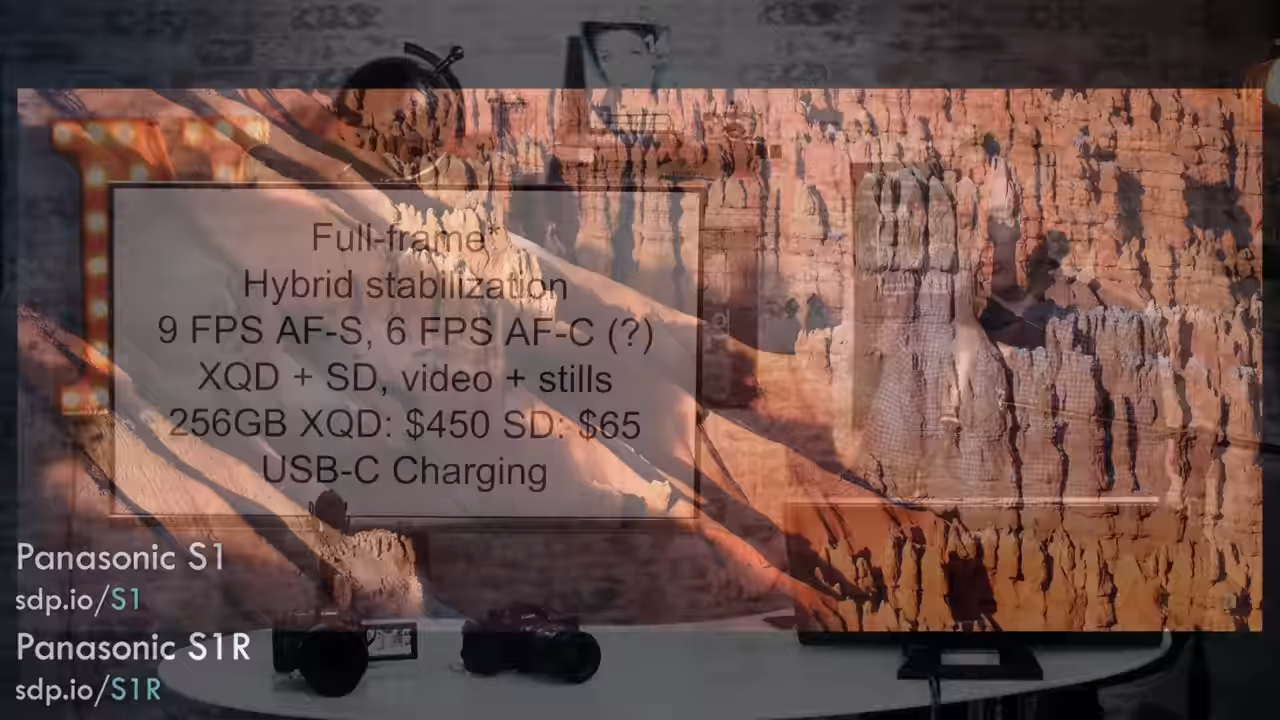 Full-frame*
Hybrid stabilization
9 FPS AF-S, 6 FPS AF-C (?)
XQD + SD, video + stills
256GB XQD: $450 SD: $65
USB-C Charging
Panasonic S1
sdp.io/S1
Panasonic S1R
sdp.io/S1R